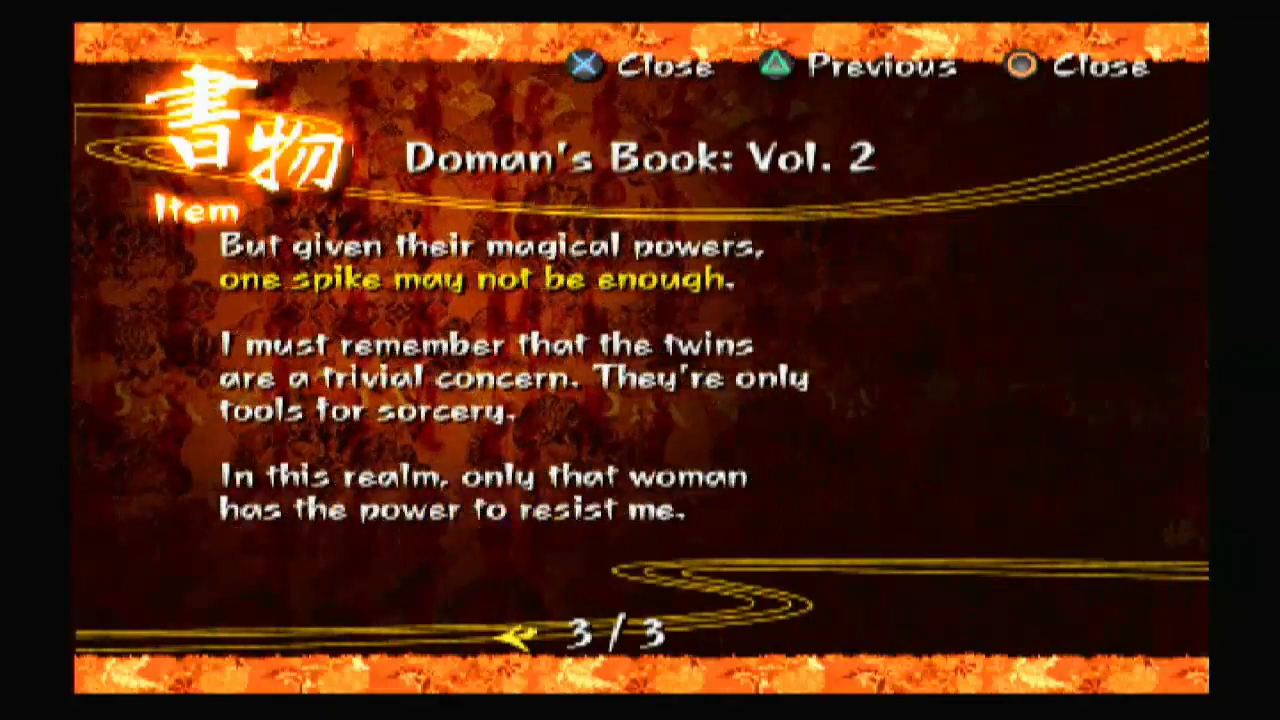 Close Previous Close
書物
Item
Doman's Book: Vol. 2
But given their magical powers,
one spike may not be enough.
I must remember that the twins
are a trivial concern. They're only
tools for sorcery.
In this realm, only that woman
has the power to resist me.
3 / 3